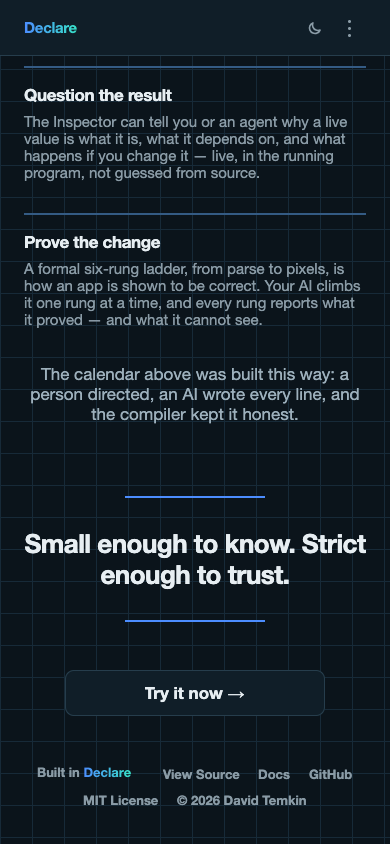 Declare
Question the result
The Inspector can tell you or an agent why a live
value is what it is, what it depends on, and what
happens if you change it — live, in the running
program, not guessed from source.
Prove the change
A formal six-rung ladder, from parse to pixels, is
how an app is shown to be correct. Your AI climbs
it one rung at a time, and every rung reports what
it proved — and what it cannot see.
The calendar above was built this way: a
person directed, an AI wrote every line, and
the compiler kept it honest.
Small enough to know. Strict
enough to trust.
Try it now →
Built in Declare View Source Docs GitHub
MIT License © 2026 David Temkin